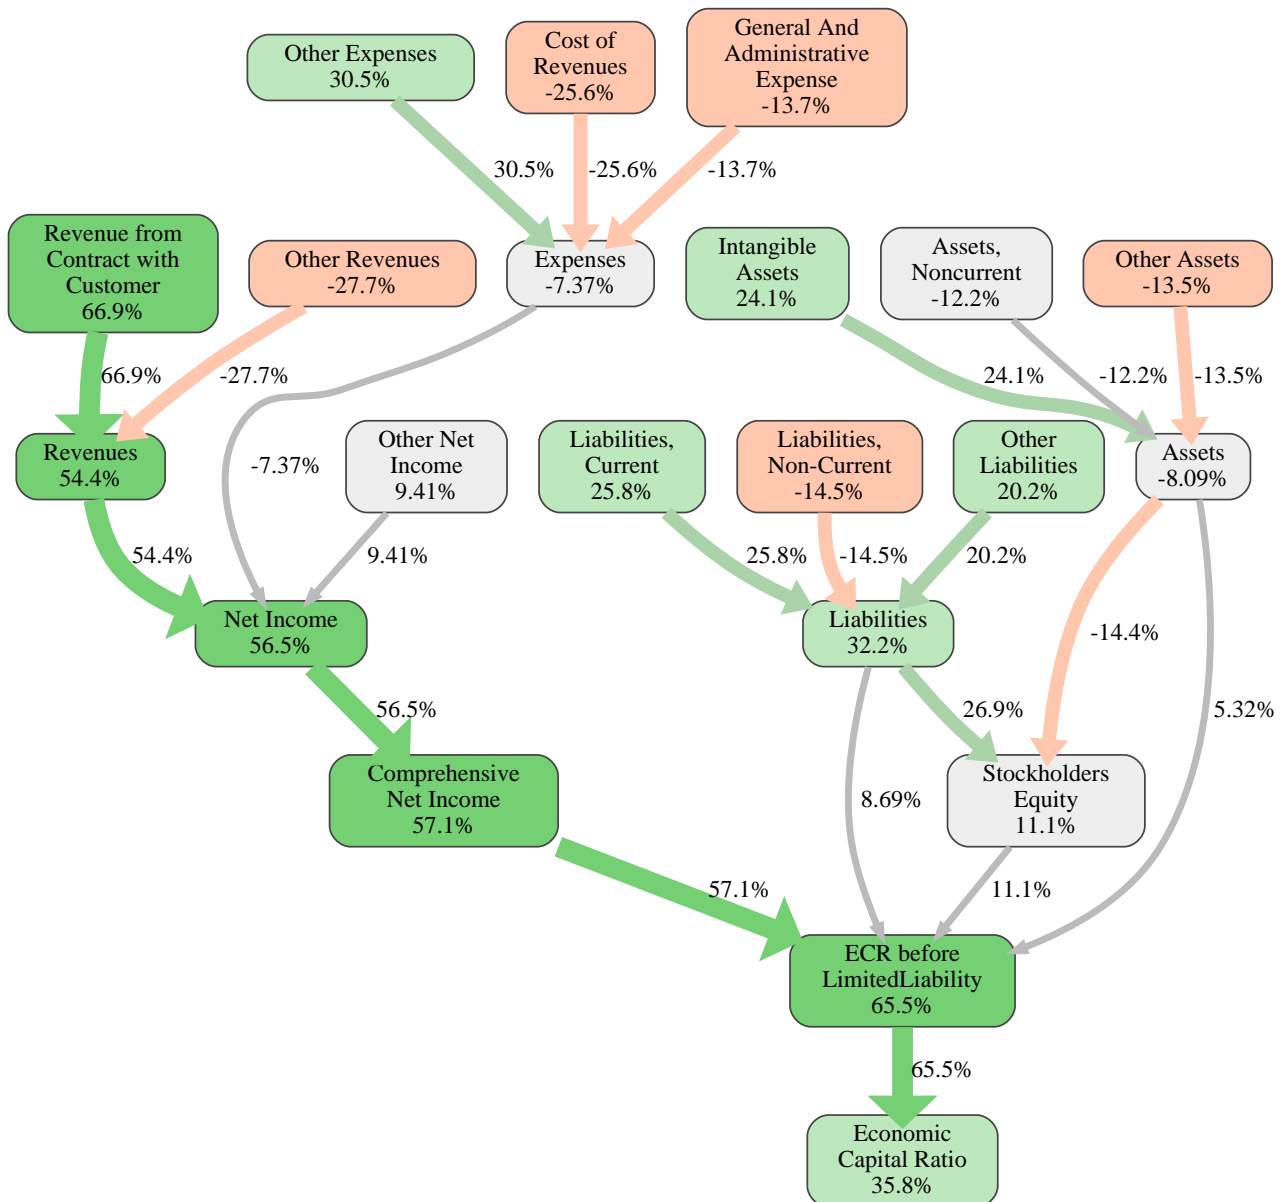 Other Expenses
30.5%
Cost of
Revenues
-25.6%
General And
Administrative
Expense
-13.7%
30.5%
-25.6%
-13.7%
Revenue from
Contract with
Customer
66.9%
Other Revenues
-27.7%
Expenses
-7.37%
Intangible
Assets
24.1%
Assets,
Noncurrent
-12.2%
Other Assets
-13.5%
66.9%
-27.7%
24.1%
-12.2%
-13.5%
Revenues
54.4%
-7.37%
Other Net
Income
9.41%
Liabilities,
Current
25.8%
Liabilities,
Non-Current
-14.5%
Other
Liabilities
20.2%
Assets
-8.09%
54.4%
9.41%
25.8%
-14.5%
20.2%
Net Income
56.5%
Liabilities
32.2%
-14.4%
56.5%
26.9%
5.32%
Comprehensive
Net Income
57.1%
8.69%
Stockholders
Equity
11.1%
57.1%
11.1%
ECR before
LimitedLiability
65.5%
65.5%
Economic
Capital Ratio
35.8%